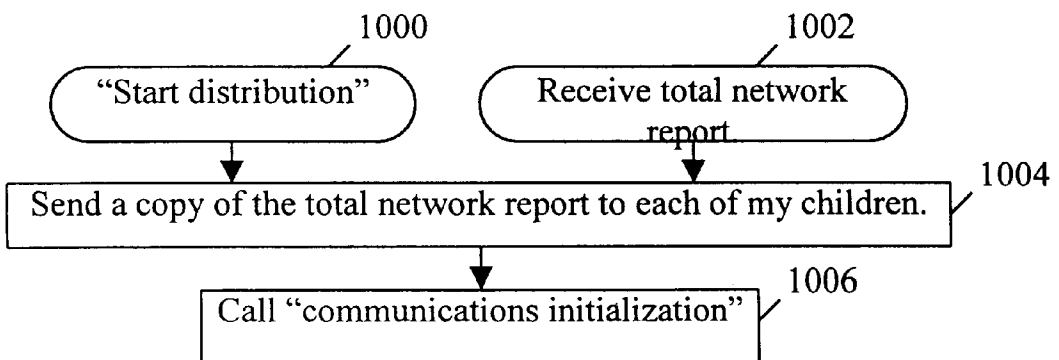 1000
1002
“Start distribution”
Receive total network
report.
1004
Send a copy of the total network report to each of my children.
1006
Call “communications initialization”